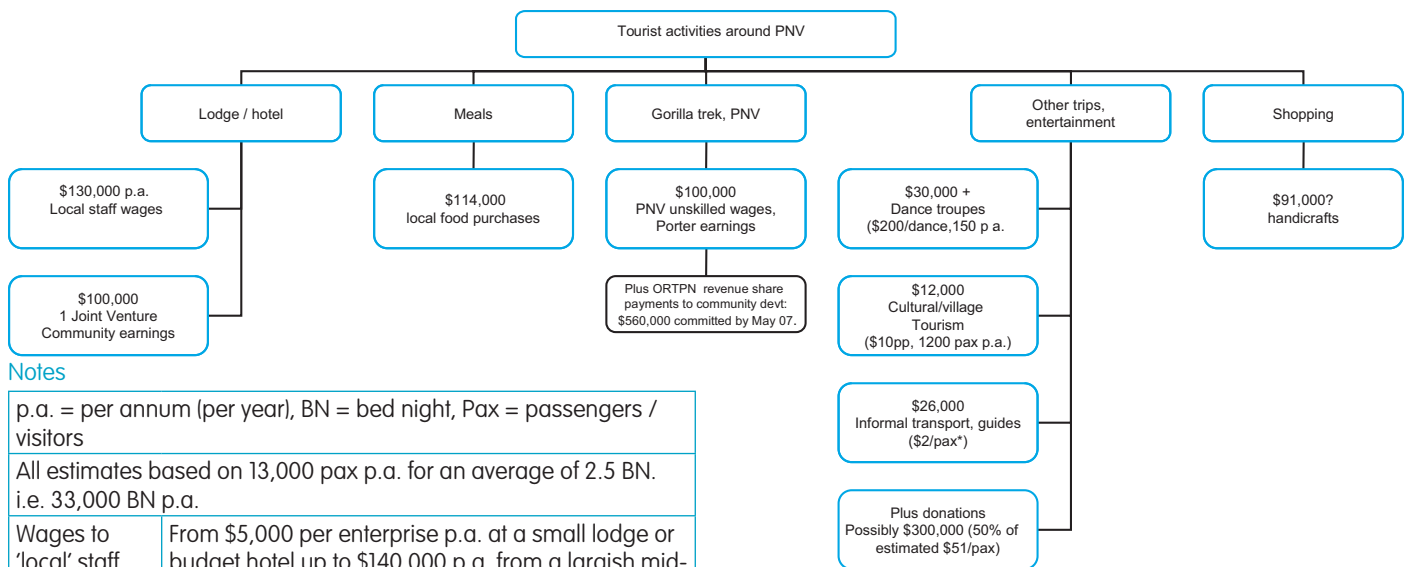 Tourist activities around PNV
Lodge / hotel
Meals
Gorilla trek, PNV
Other trips,
entertainment
Shopping
$130,000 p.a.
Local staff wages
$114,000
local food purchases
$100,000
PNV unskilled wages,
Porter earnings
$30,000 +
Dance troupes
($200/dance,150 p a.
$91,000?
handicrafts
$100,000
1 Joint Venture
Community earnings
Plus ORTPN revenue share
payments to community devt:
$560,000 committed by May 07.
$12,000
Cultural/village
Tourism
($10pp, 1200 pax p.a.)
$26,000
Informal transport, guides
($2/pax*)
Plus donations
Possibly $300,000 (50% of
estimated $51/pax)
Notes
p.a. = per annum (per year), BN = bed night, Pax = passengers /
visitors
All estimates based on 13,000 pax p.a. for an average of 2.5 BN.
i.e. 33,000 BN p.a.
Wages to
'local' staff
From $5,000 per enterprise p.a. at a small lodge or
budget hotel up to $140,000 p.a. from a largish mid-